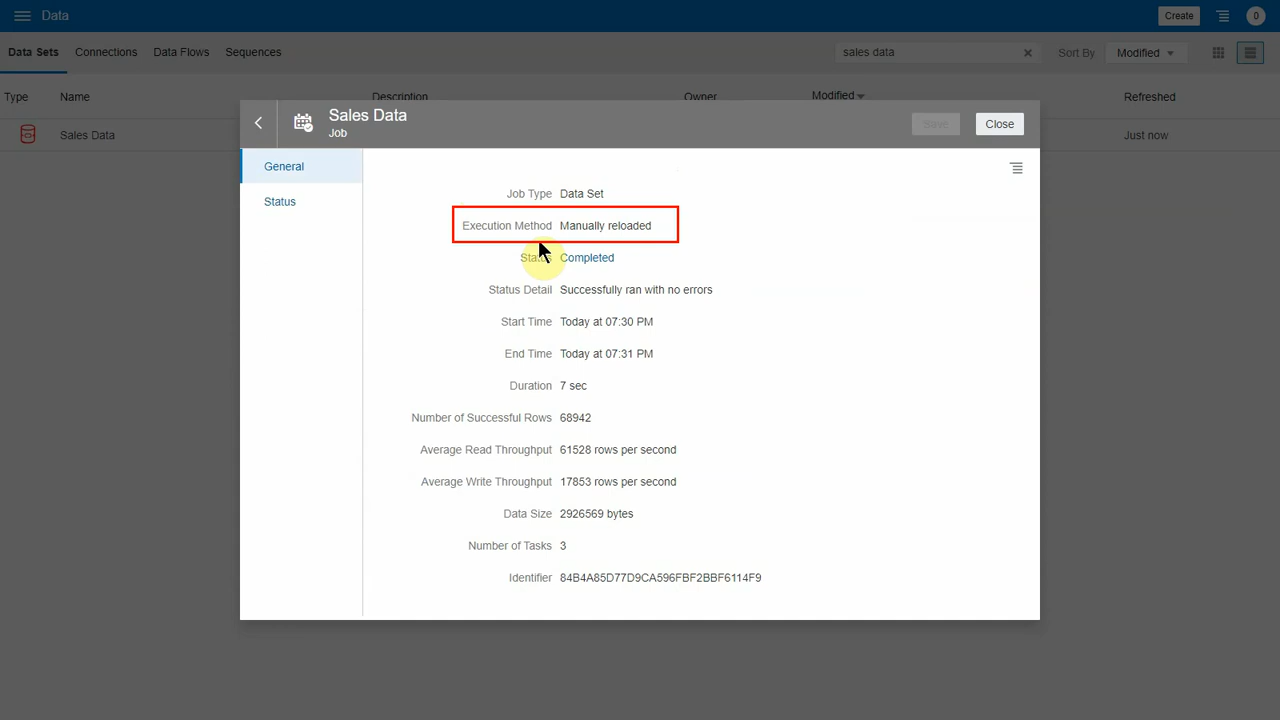 Data
Create
0
Data Sets Connections Data Flows Sequences
sales data
Sort By Modified
Type Name Description Owner Modified Refreshed
Sales Data Just now
Sales Data
Job
Save Close
General
Status
Job Type Data Set
Execution Method Manually reloaded
Status Completed
Status Detail Successfully ran with no errors
Start Time Today at 07:30 PM
End Time Today at 07:31 PM
Duration 7 sec
Number of Successful Rows 68942
Average Read Throughput 61528 rows per second
Average Write Throughput 17853 rows per second
Data Size 2926569 bytes
Number of Tasks 3
Identifier 84B4A85D77D9CA596FBF2BBF6114F9